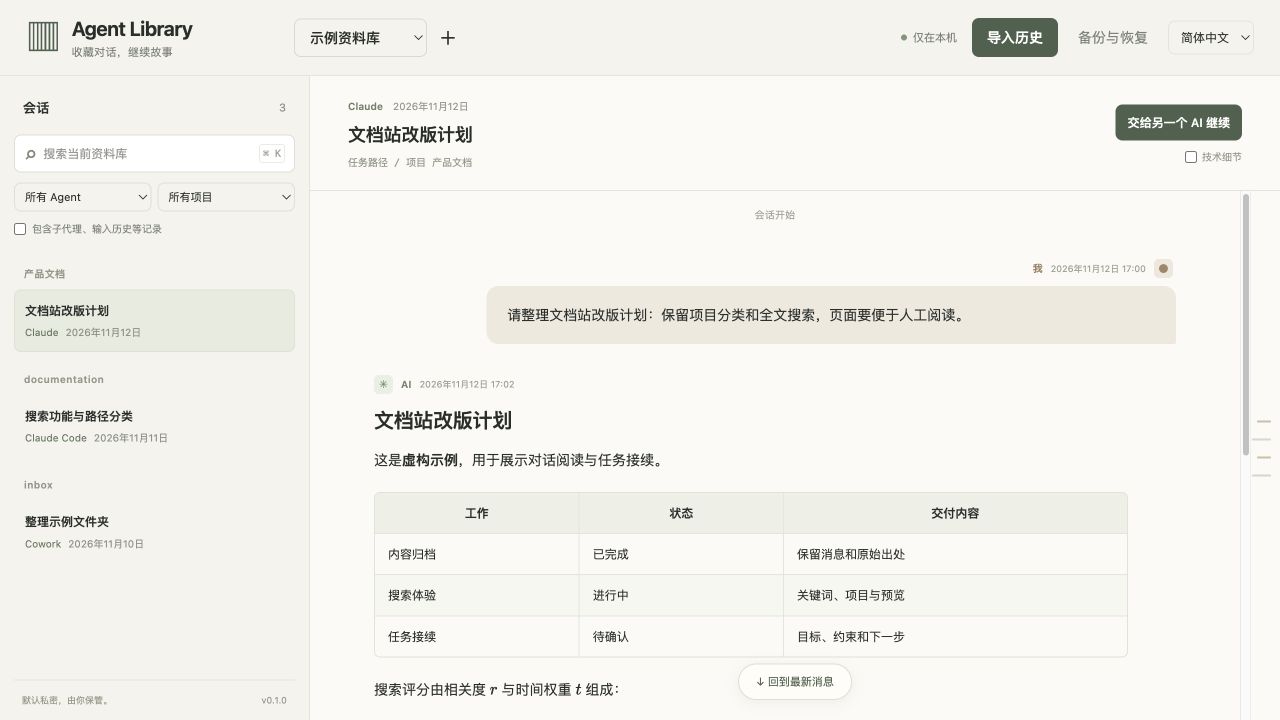 Agent Library
收藏对话，继续故事
示例资料库
仅在本机
导入历史
备份与恢复
简体中文
会话
3
搜索当前资料库
⌘ K
所有 Agent
所有项目
包含子代理、输入历史等记录
产品文档
文档站改版计划
Claude 2026年11月12日
documentation
搜索功能与路径分类
Claude Code 2026年11月11日
inbox
整理示例文件夹
Cowork 2026年11月10日
默认私密，由你保管。
v0.1.0
Claude 2026年11月12日
文档站改版计划
任务路径 / 项目 产品文档
交给另一个 AI 继续
技术细节
会话开始
我 2026年11月12日 17:00
请整理文档站改版计划：保留项目分类和全文搜索，页面要便于人工阅读。
AI 2026年11月12日 17:02
文档站改版计划
这是虚构示例，用于展示对话阅读与任务接续。
工作 状态 交付内容
内容归档 已完成 保留消息和原始出处
搜索体验 进行中 关键词、项目与预览
任务接续 待确认 目标、约束和下一步
↓ 回到最新消息
搜索评分由相关度 r 与时间权重 t 组成：